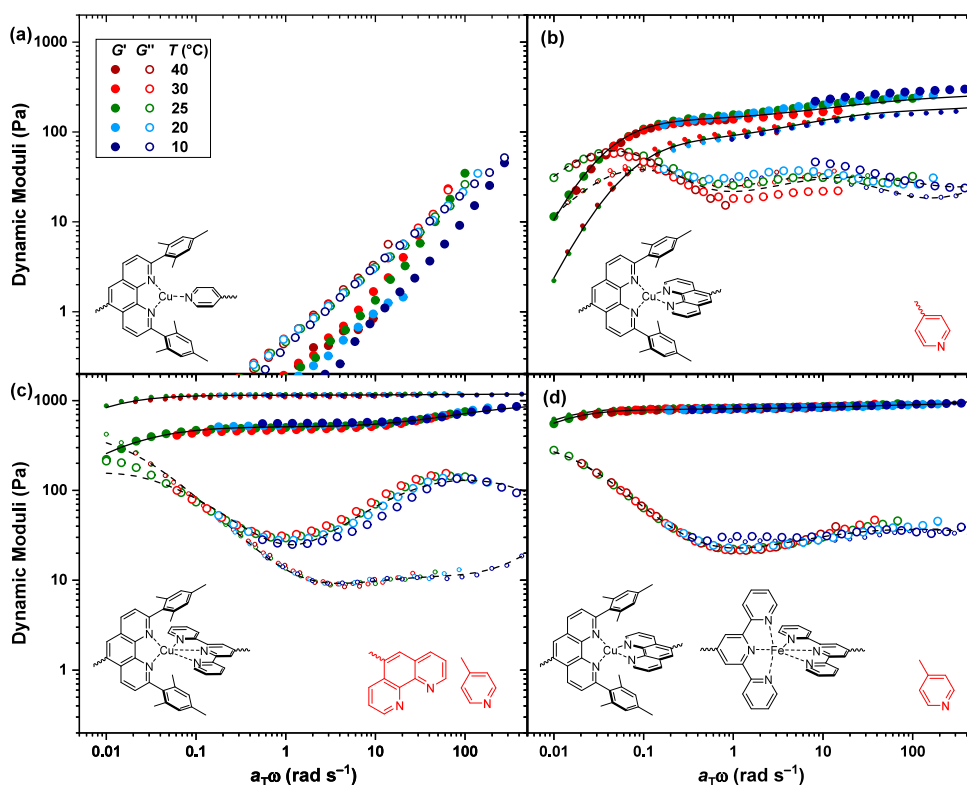 (a)
G' G'' T (°C)
40
30
25
20
10
1000
100
10
1
Dynamic Moduli (Pa)
N
Cu
N
N
(b)
N
Cu
N
N
N
N
(c)
1000
100
10
1
Dynamic Moduli (Pa)
N
Cu
N
N
N
N
N
N
N
0.01 0.1 1 10 100
a_Tω (rad s⁻¹)
(d)
N
Cu
N
N
N
N
N
N
Fe
N
N
N
N
0.01 0.1 1 10 100
a_Tω (rad s⁻¹)